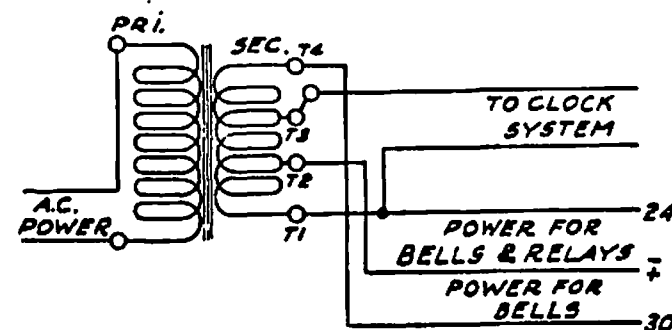 PRI.
SEC. T4
T3
T2
T1
A.C.
POWER
TO CLOCK
SYSTEM
24
POWER FOR
BELLS & RELAYS
-
+
POWER FOR
BELLS
30